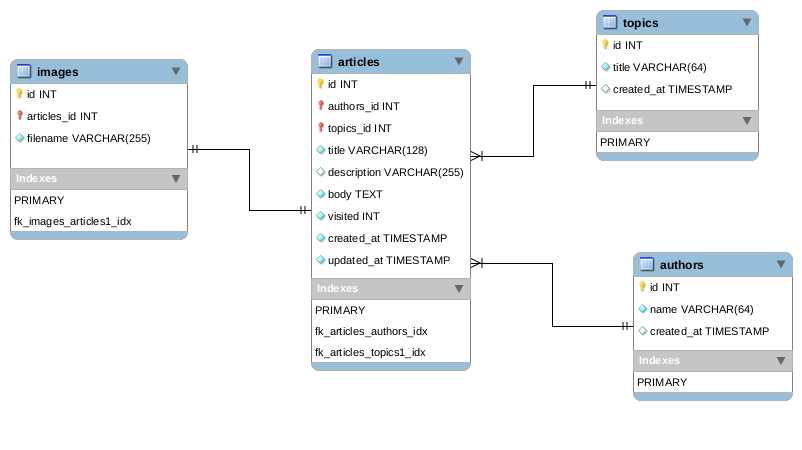 images
id INT
articles_id INT
filename VARCHAR(255)
Indexes
PRIMARY
fk_images_articles1_idx
articles
id INT
authors_id INT
topics_id INT
title VARCHAR(128)
description VARCHAR(255)
body TEXT
visited INT
created_at TIMESTAMP
updated_at TIMESTAMP
Indexes
PRIMARY
fk_articles_authors_idx
fk_articles_topics1_idx
topics
id INT
title VARCHAR(64)
created_at TIMESTAMP
Indexes
PRIMARY
authors
id INT
name VARCHAR(64)
created_at TIMESTAMP
Indexes
PRIMARY